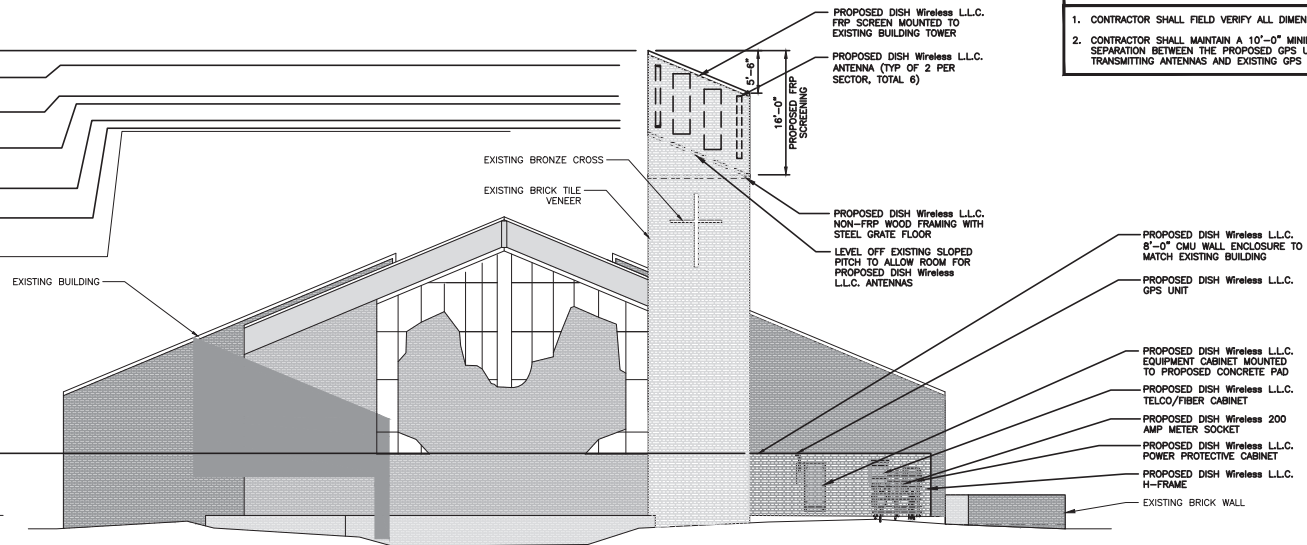 PROPOSED DISH Wireless L.L.C.
FRP SCREEN MOUNTED TO
EXISTING BUILDING TOWER
PROPOSED DISH Wireless L.L.C.
ANTENNA (TYP OF 2 PER
SECTOR, TOTAL 6)
1. CONTRACTOR SHALL FIELD VERIFY ALL
2. CONTRACTOR SHALL MAINTAIN A 10'-0"
SEPARATION BETWEEN THE PROPOSED GPS
TRANSMITTING ANTENNAS AND EXISTING GPS
5'-6"
16'-0"
PROPOSED FRP
SCREENING
EXISTING BRONZE CROSS
EXISTING BRICK TILE
VENEER
PROPOSED DISH Wireless L.L.C.
NON-FRP WOOD FRAMING WITH
STEEL GRATE FLOOR
LEVEL OFF EXISTING SLOPED
PITCH TO ALLOW ROOM FOR
PROPOSED DISH Wireless
L.L.C. ANTENNAS
EXISTING BUILDING
PROPOSED DISH Wireless L.L.C.
8'-0" CMU WALL ENCLOSURE TO
MATCH EXISTING BUILDING
PROPOSED DISH Wireless L.L.C.
GPS UNIT
PROPOSED DISH Wireless L.L.C.
EQUIPMENT CABINET MOUNTED
TO PROPOSED CONCRETE PAD
PROPOSED DISH Wireless L.L.C.
TELCO/FIBER CABINET
PROPOSED DISH Wireless 200
AMP METER SOCKET
PROPOSED DISH Wireless L.L.C.
POWER PROTECTIVE CABINET
PROPOSED DISH Wireless L.L.C.
H-FRAME
EXISTING BRICK WALL